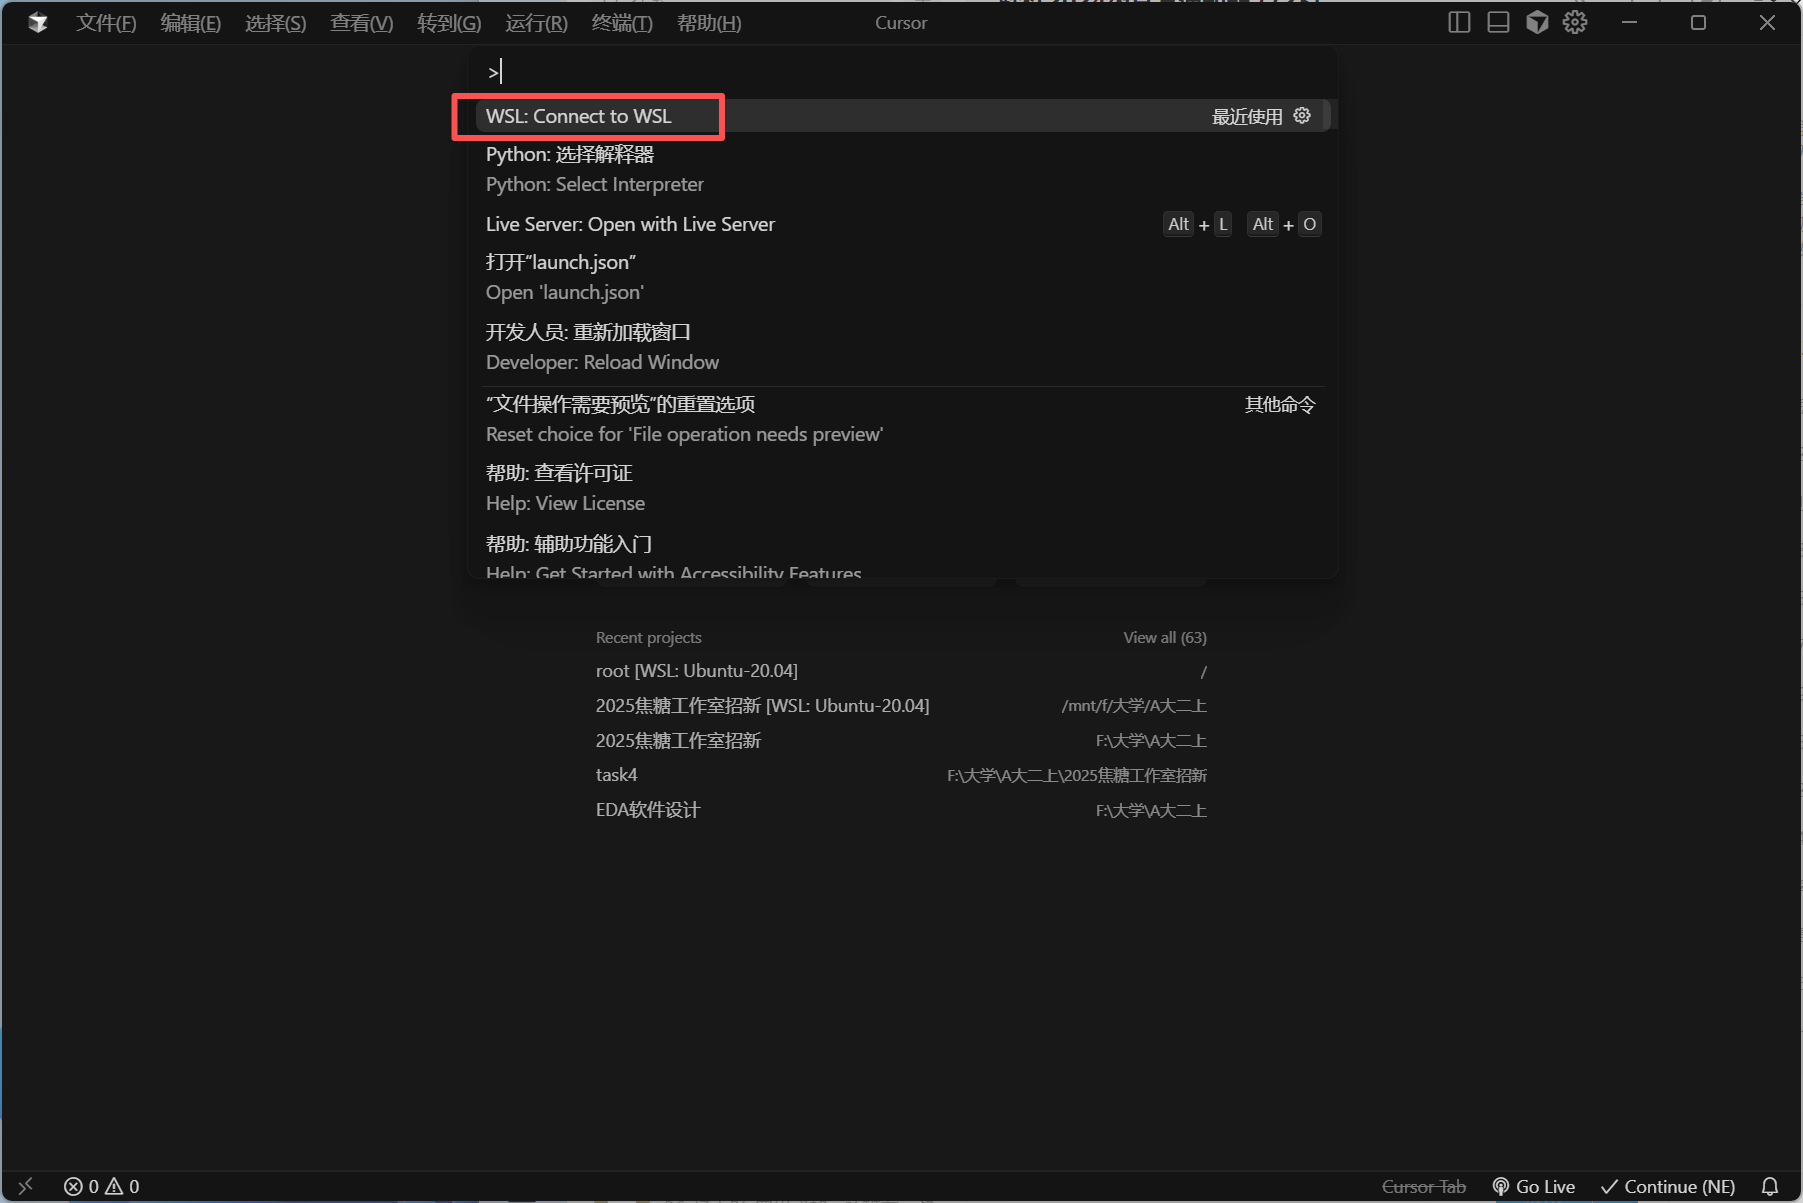 文件(F) 编辑(E) 选择(S) 查看(V) 转到(G) 运行(R) 终端(T) 帮助(H) Cursor
>
WSL: Connect to WSL 最近使用
Python: 选择解释器
Python: Select Interpreter
Live Server: Open with Live Server Alt + L Alt + O
打开“launch.json”
Open 'launch.json'
开发人员: 重新加载窗口
Developer: Reload Window
“文件操作需要预览”的重置选项 其他命令
Reset choice for 'File operation needs preview'
帮助: 查看许可证
Help: View License
帮助: 辅助功能入门
Help: Get Started with Accessibility Features
Recent projects View all (63)
root [WSL: Ubuntu-20.04] /
2025焦糖工作室招新 [WSL: Ubuntu-20.04] /mnt/f/大学/A大二上
2025焦糖工作室招新 F:\大学\A大二上
task4 F:\大学\A大二上\2025焦糖工作室招新
EDA软件设计 F:\大学\A大二上
0 0 Cursor Tab Go Live Continue (NE)